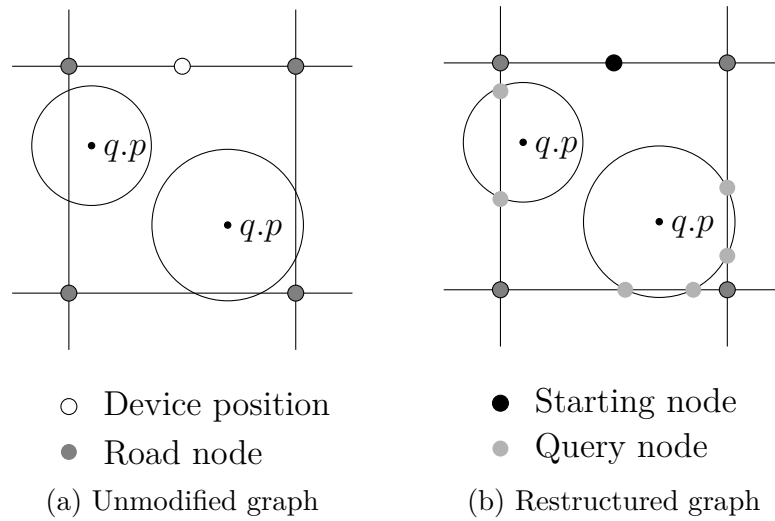 q.p
q.p
Device position
Road node
(a) Unmodified graph
q.p
q.p
Starting node
Query node
(b) Restructured graph